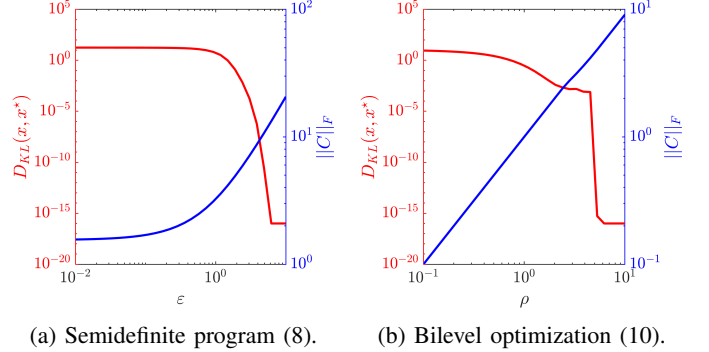 10^5 10^2 10^5 10^1
10^0 10^0
10^-5 10^-5
D_KL(x, x*) 10^1 ||C||_F D_KL(x, x*) 10^0 ||C||_F
10^-10 10^-10
10^-15 10^-15
10^-20 10^0 10^-20 10^-1
10^-2 10^0 10^-1 10^0 10^1
ε ρ
(a) Semidefinite program (8). (b) Bilevel optimization (10).